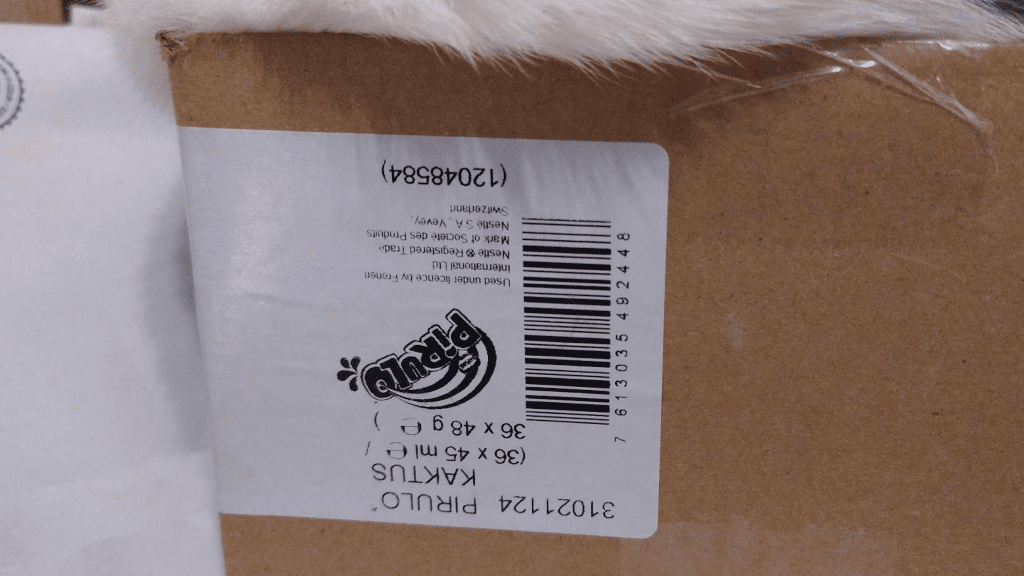 31021124 PIRULO®
KAKTUS
(36 x 45 ml ℮ /
36 x 48 g ℮ )
PiRULO
Used under licence by Froneri
International Ltd
Nestlé ® Registered Trade
Mark of Société des Produits
Nestlé S.A., Vevey,
Switzerland
(12048584)
7 613035 492448